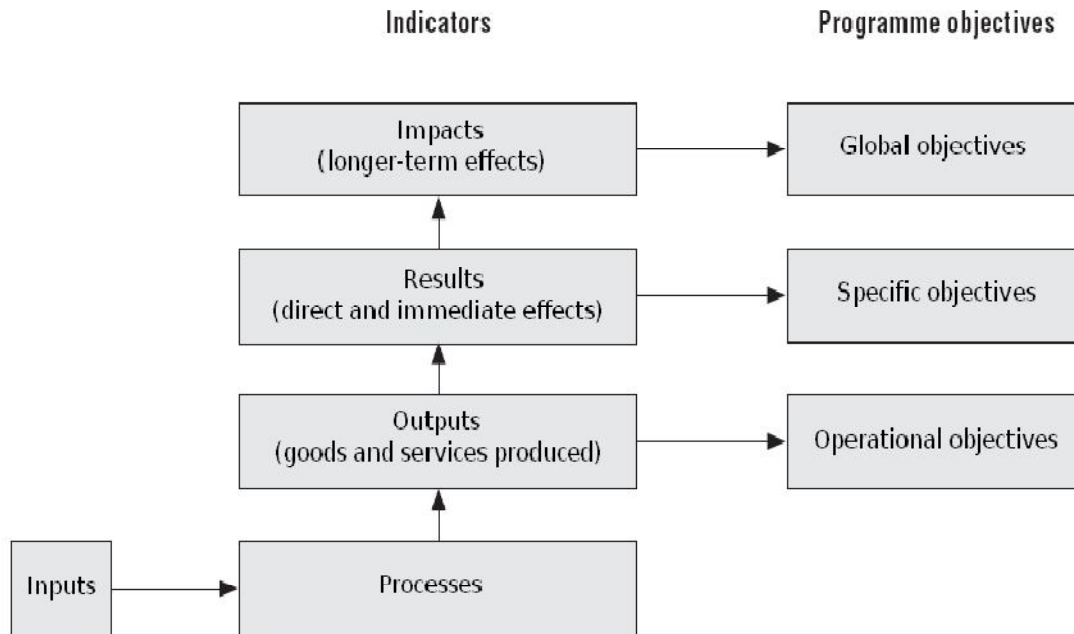 Indicators
Programme objectives
Impacts
(longer-term effects)
Global objectives
Results
(direct and immediate effects)
Specific objectives
Outputs
(goods and services produced)
Operational objectives
Inputs
Processes